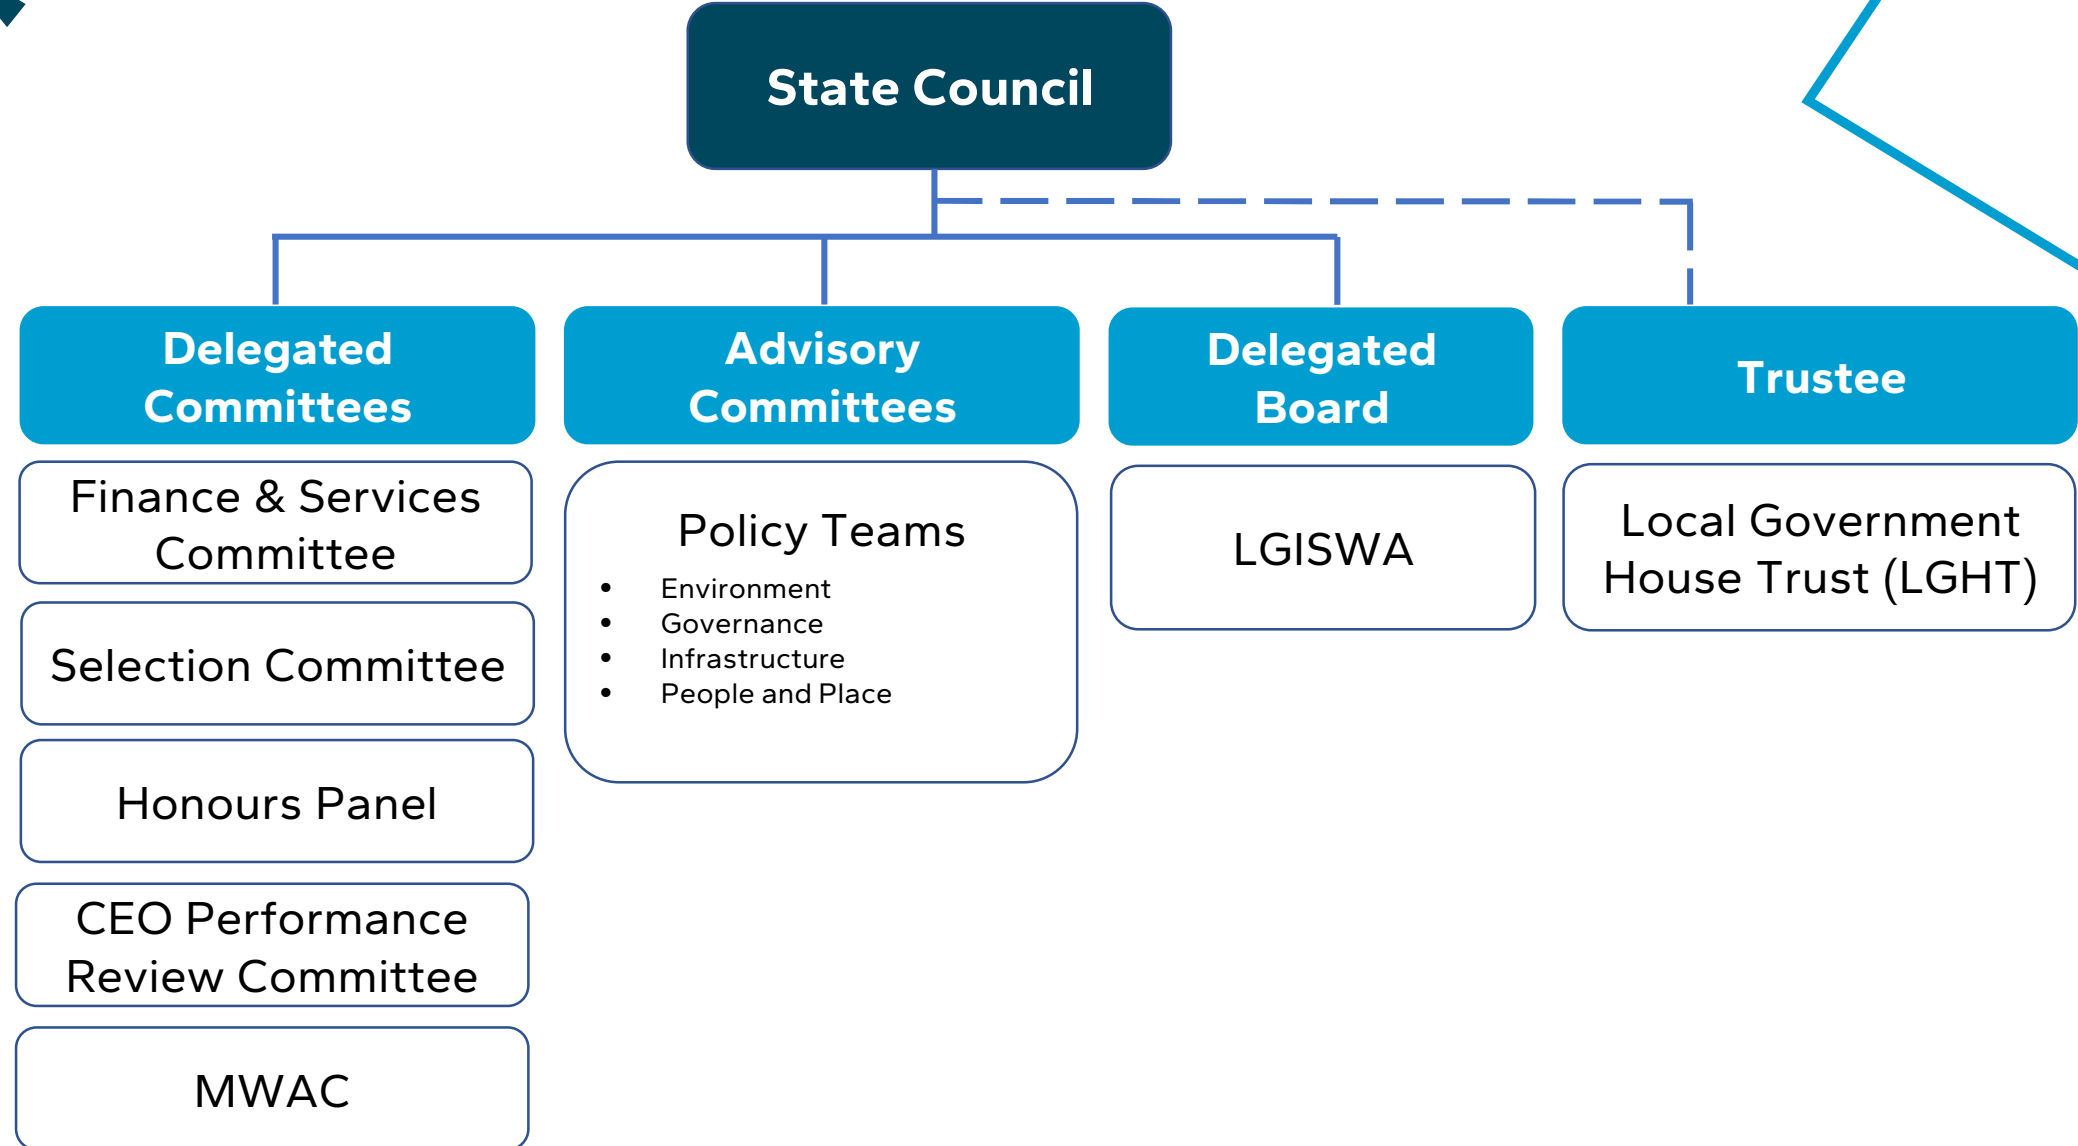 State Council
Delegated
Committees
Finance & Services
Committee
Selection Committee
Honours Panel
CEO Performance
Review Committee
MWAC
Advisory
Committees
Policy Teams
• Environment
• Governance
• Infrastructure
• People and Place
Delegated
Board
LGISWA
Trustee
Local Government
House Trust (LGHT)